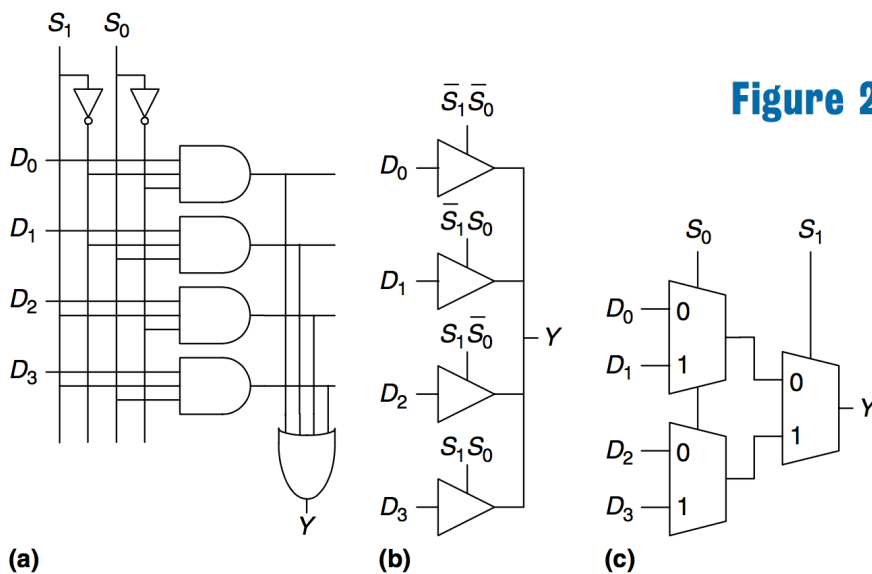 S₁ S₀
D₀
D₁
D₂
D₃
Y
(a)
S̅₁S̅₀
D₀
S̅₁S₀
D₁
S₁S̅₀
D₂
S₁S₀
D₃
Y
(b)
Figure 2
S₀ S₁
D₀ 0
D₁ 1
D₂ 0
D₃ 1
0
1
Y
(c)